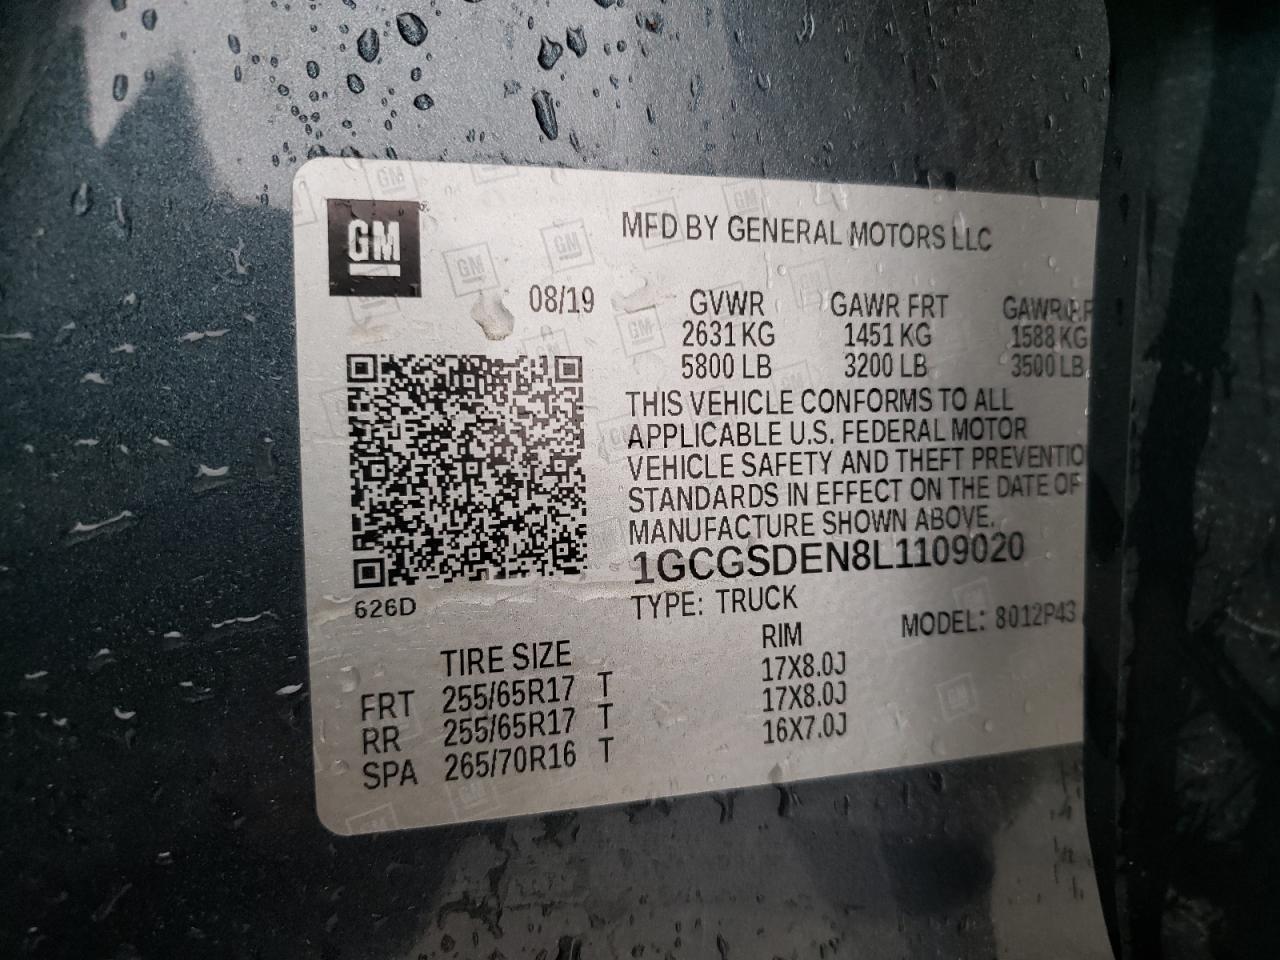 GM
MFD BY GENERAL MOTORS LLC
08/19
GVWR GAWR FRT GAWR
2631 KG 1451 KG 1588 KG
5800 LB 3200 LB 3500 LB
THIS VEHICLE CONFORMS TO ALL
APPLICABLE U.S. FEDERAL MOTOR
VEHICLE SAFETY AND THEFT PREVENTIO
STANDARDS IN EFFECT ON THE DATE OF
MANUFACTURE SHOWN ABOVE.
1GCGSDEN8L1109020
626D
TYPE: TRUCK
MODEL: 8012P43
TIRE SIZE RIM
FRT 255/65R17 T 17X8.0J
RR 255/65R17 T 17X8.0J
SPA 265/70R16 T 16X7.0J